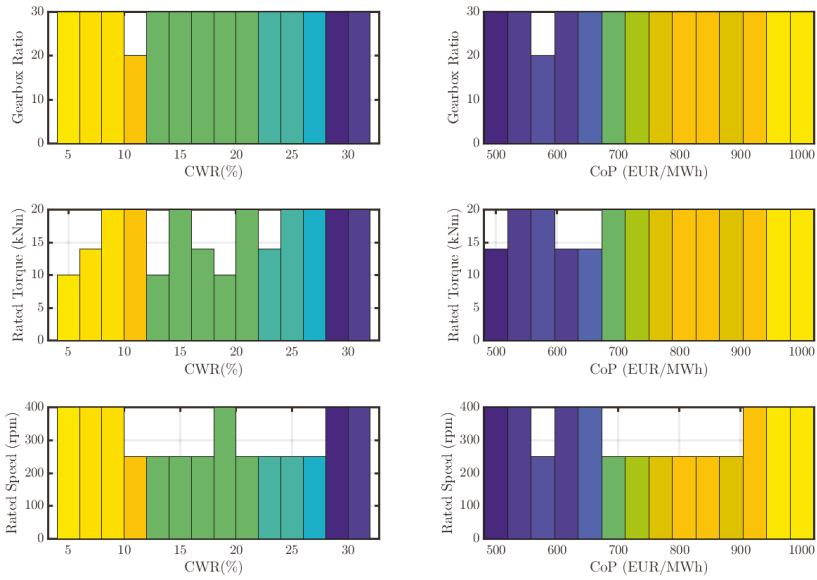 30
20
10
0
Gearbox Ratio
5 10 15 20 25 30
CWR(%)
30
20
10
0
Gearbox Ratio
500 600 700 800 900 1000
CoP (EUR/MWh)
20
15
10
5
0
Rated Torque (kNm)
5 10 15 20 25 30
CWR(%)
20
15
10
5
0
Rated Torque (kNm)
500 600 700 800 900 1000
CoP (EUR/MWh)
400
300
200
100
0
Rated Speed (rpm)
5 10 15 20 25 30
CWR(%)
400
300
200
100
0
Rated Speed (rpm)
500 600 700 800 900 1000
CoP (EUR/MWh)